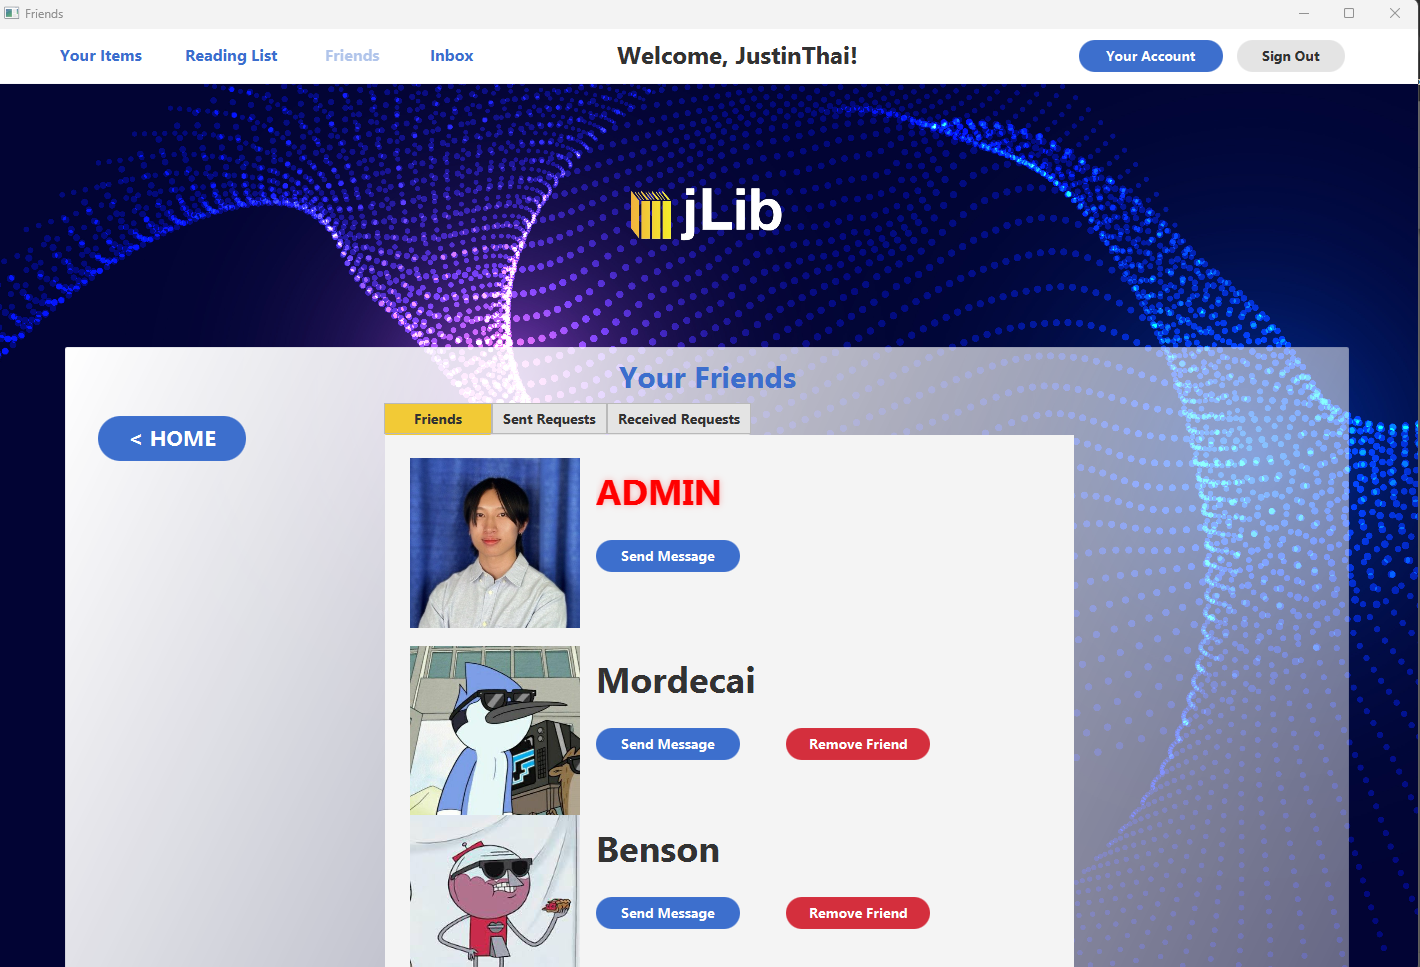 Friends
Your Items Reading List Friends Inbox Welcome, JustinThai! Your Account Sign Out
jLib
Your Friends
Friends Sent Requests Received Requests
< HOME
ADMIN
Send Message
Mordecai
Send Message Remove Friend
Benson
Send Message Remove Friend